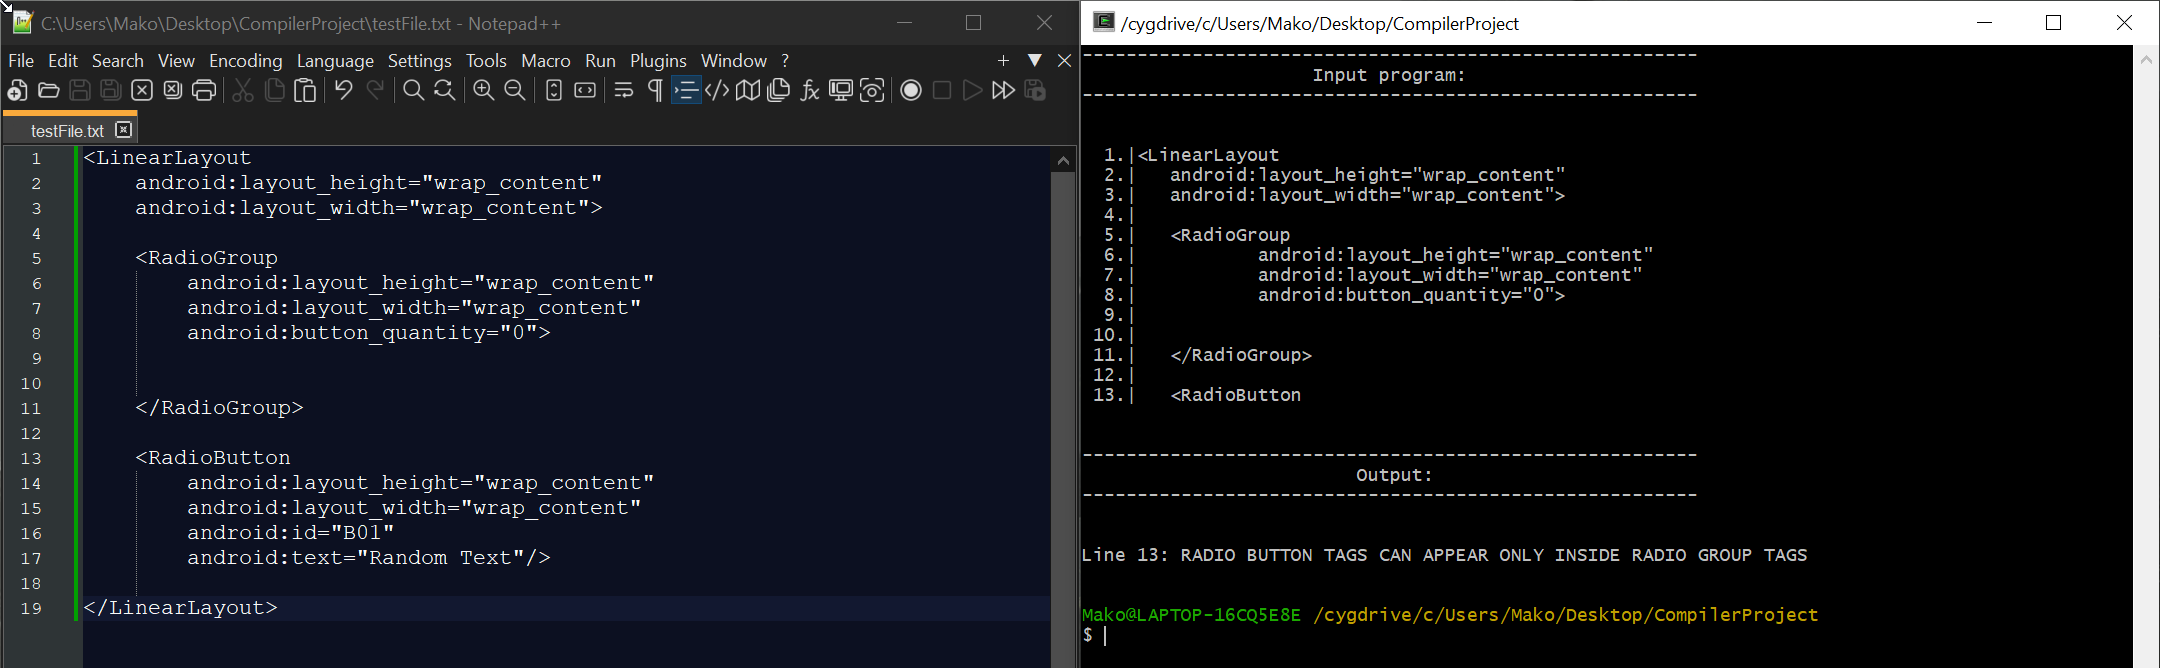 C:\Users\Mako\Desktop\CompilerProject\testFile.txt - Notepad++
File Edit Search View Encoding Language Settings Tools Macro Run Plugins Window ?
testFile.txt
1 <LinearLayout
2     android:layout_height="wrap_content"
3     android:layout_width="wrap_content">
4
5     <RadioGroup
6         android:layout_height="wrap_content"
7         android:layout_width="wrap_content"
8         android:button_quantity="0">
9
10
11     </RadioGroup>
12
13     <RadioButton
14         android:layout_height="wrap_content"
15         android:layout_width="wrap_content"
16         android:id="B01"
17         android:text="Random Text"/>
18
19 </LinearLayout>
/cygdrive/c/Users/Mako/Desktop/CompilerProject
--------------------------------------------------------
Input program:
--------------------------------------------------------
1.|<LinearLayout
2.|   android:layout_height="wrap_content"
3.|   android:layout_width="wrap_content">
4.|
5.|   <RadioGroup
6.|           android:layout_height="wrap_content"
7.|           android:layout_width="wrap_content"
8.|           android:button_quantity="0">
9.|
10.|
11.|   </RadioGroup>
12.|
13.|   <RadioButton
--------------------------------------------------------
Output:
--------------------------------------------------------
Line 13: RADIO BUTTON TAGS CAN APPEAR ONLY INSIDE RADIO GROUP TAGS
Mako@LAPTOP-16CQ5E8E /cygdrive/c/Users/Mako/Desktop/CompilerProject
$